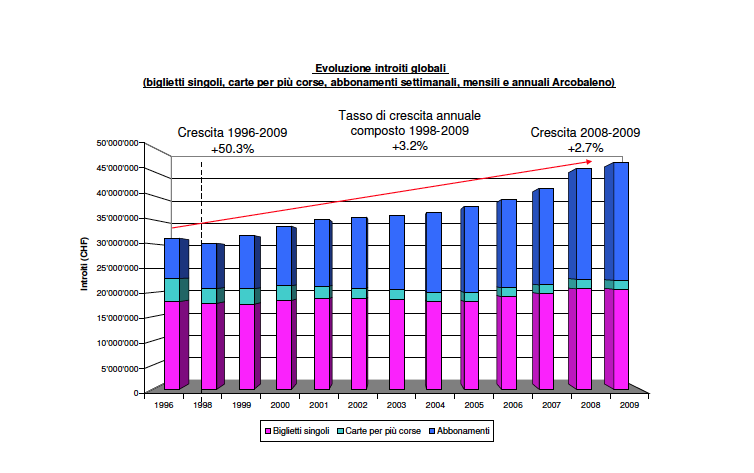 Evoluzione introiti globali
(biglietti singoli, carte per più corse, abbonamenti settimanali, mensili e annuali Arcobaleno)
Tasso di crescita annuale
composto 1998-2009
+3.2%
Crescita 1996-2009
+50.3%
Crescita 2008-2009
+2.7%
Introiti (CHF)
50'000'000
45'000'000
40'000'000
35'000'000
30'000'000
25'000'000
20'000'000
15'000'000
10'000'000
5'000'000
0
1996 1998 1999 2000 2001 2002 2003 2004 2005 2006 2007 2008 2009
Biglietti singoli Carte per più corse Abbonamenti